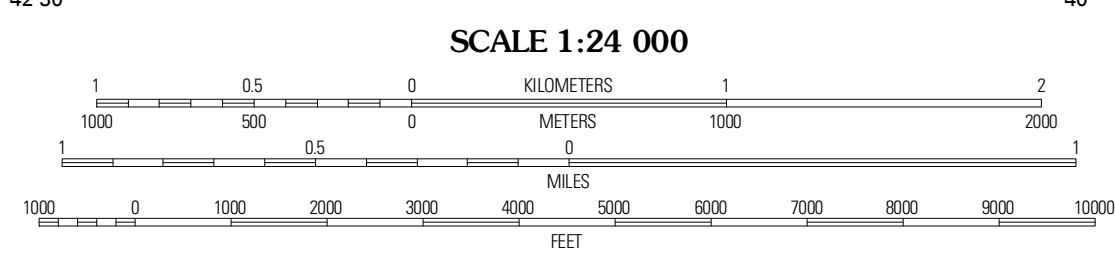 42'30" 40'
SCALE 1:24 000
1 0.5 0 KILOMETERS 1 2
1000 500 0 METERS 1000 2000
1 0.5 0 1
MILES
1000 0 1000 2000 3000 4000 5000 6000 7000 8000 9000 10000
FEET